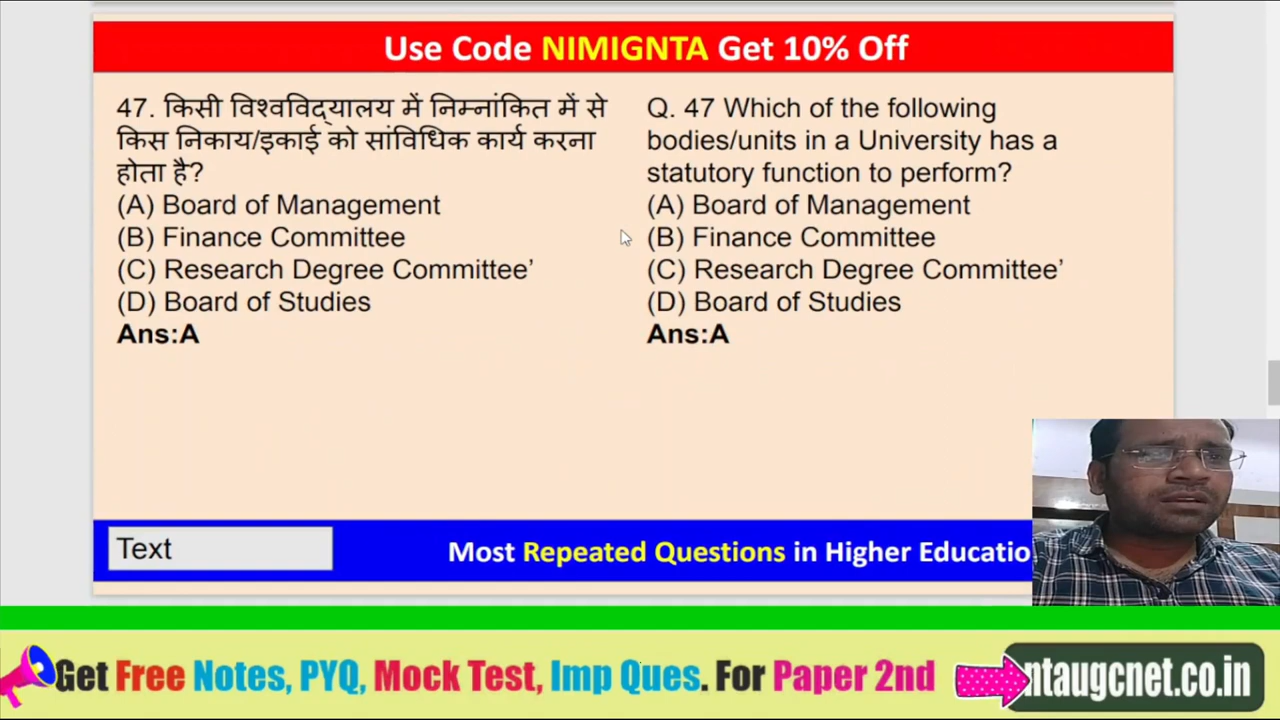 Use Code NIMIGNTA Get 10% Off
47. किसी विश्वविद्यालय में निम्नांकित में से
किस निकाय/इकाई को सांविधिक कार्य करना
होता है?
(A) Board of Management
(B) Finance Committee
(C) Research Degree Committee’
(D) Board of Studies
Ans:A
Q. 47 Which of the following
bodies/units in a University has a
statutory function to perform?
(A) Board of Management
(B) Finance Committee
(C) Research Degree Committee’
(D) Board of Studies
Ans:A
Text
Most Repeated Questions in Higher Educatio
Get Free Notes, PYQ, Mock Test, Imp Ques. For Paper 2nd
ntaugcnet.co.in